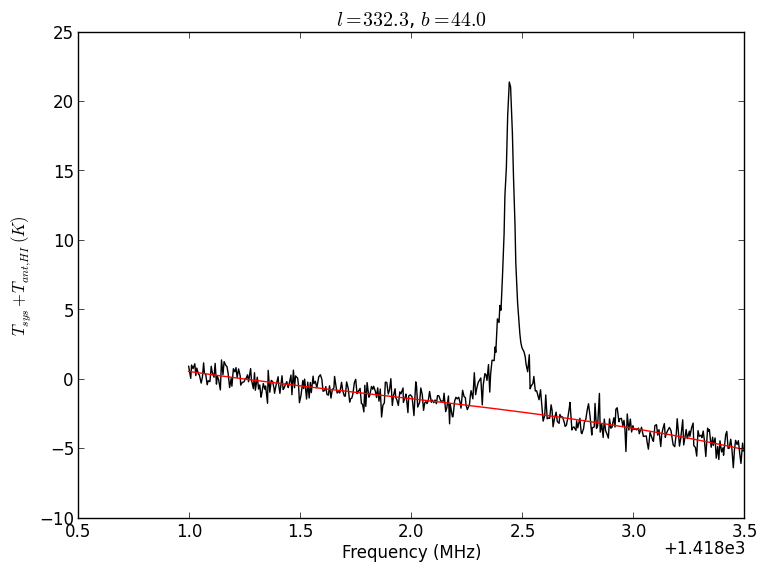 l = 332.3, b = 44.0
25
20
15
10
5
0
−5
−10
T_sys + T_ant,HI (K)
0.5 1.0 1.5 2.0 2.5 3.0 3.5
Frequency (MHz)
+1.418e3